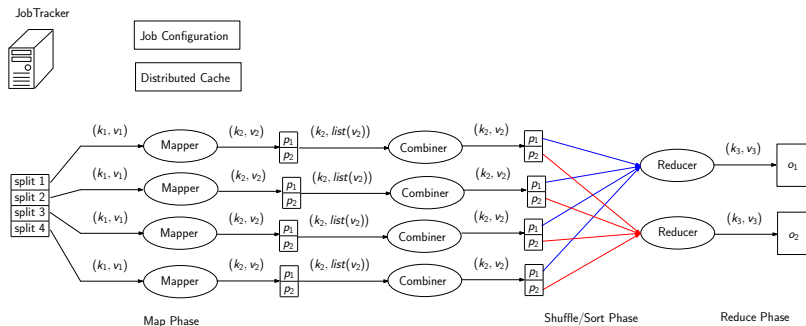 JobTracker
Job Configuration
Distributed Cache
(k₁, v₁) (k₂, v₂) (k₂, list(v₂)) (k₂, v₂)
Mapper p₁ p₂ Combiner p₁ p₂
(k₁, v₁) (k₂, v₂) (k₂, list(v₂)) (k₂, v₂)
Mapper p₁ p₂ Combiner p₁ p₂
(k₁, v₁) (k₂, v₂) (k₂, list(v₂)) (k₂, v₂)
Mapper p₁ p₂ Combiner p₁ p₂
(k₁, v₁) (k₂, v₂) (k₂, list(v₂)) (k₂, v₂)
Mapper p₁ p₂ Combiner p₁ p₂
split 1
split 2
split 3
split 4
Reducer (k₃, v₃) o₁
Reducer (k₃, v₃) o₂
Map Phase Shuffle/Sort Phase Reduce Phase